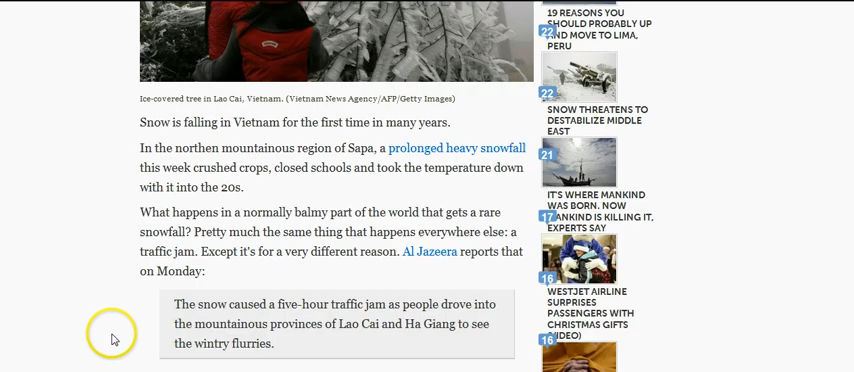 Ice-covered tree in Lao Cai, Vietnam. (Vietnam News Agency/AFP/Getty Images)
Snow is falling in Vietnam for the first time in many years.
In the northen mountainous region of Sapa, a prolonged heavy snowfall
this week crushed crops, closed schools and took the temperature down
with it into the 20s.
What happens in a normally balmy part of the world that gets a rare
snowfall? Pretty much the same thing that happens everywhere else: a
traffic jam. Except it's for a very different reason. Al Jazeera reports that
on Monday:
The snow caused a five-hour traffic jam as people drove into
the mountainous provinces of Lao Cai and Ha Giang to see
the wintry flurries.
19 REASONS YOU
SHOULD PROBABLY UP
22
AND MOVE TO LIMA,
PERU
22
SNOW THREATENS TO
DESTABILIZE MIDDLE
EAST
21
IT'S WHERE MANKIND
WAS BORN. NOW
17
MANKIND IS KILLING IT,
EXPERTS SAY
16
WESTJET AIRLINE
SURPRISES
PASSENGERS WITH
CHRISTMAS GIFTS
(VIDEO)
16